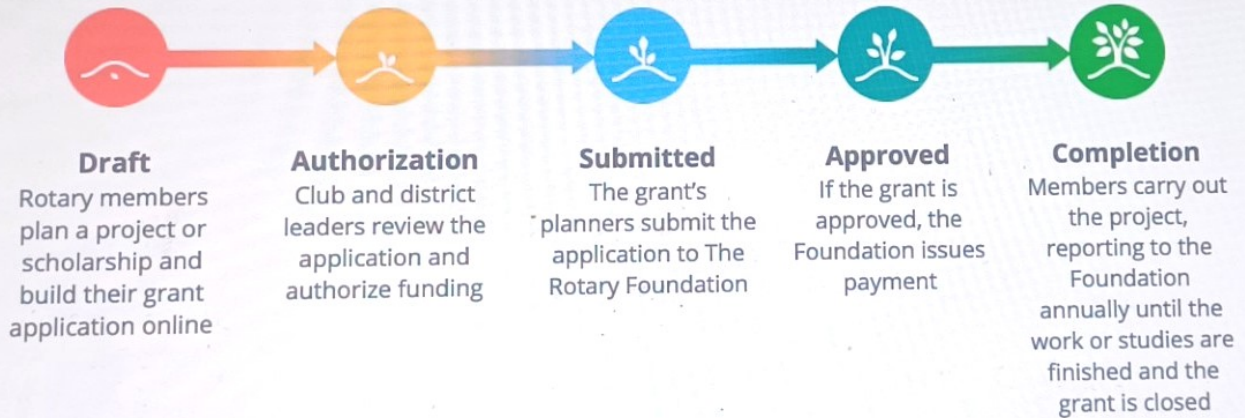 Draft
Rotary members
plan a project or
scholarship and
build their grant
application online
Authorization
Club and district
leaders review the
application and
authorize funding
Submitted
The grant's
planners submit the
application to The
Rotary Foundation
Approved
If the grant is
approved, the
Foundation issues
payment
Completion
Members carry out
the project,
reporting to the
Foundation
annually until the
work or studies are
finished and the
grant is closed